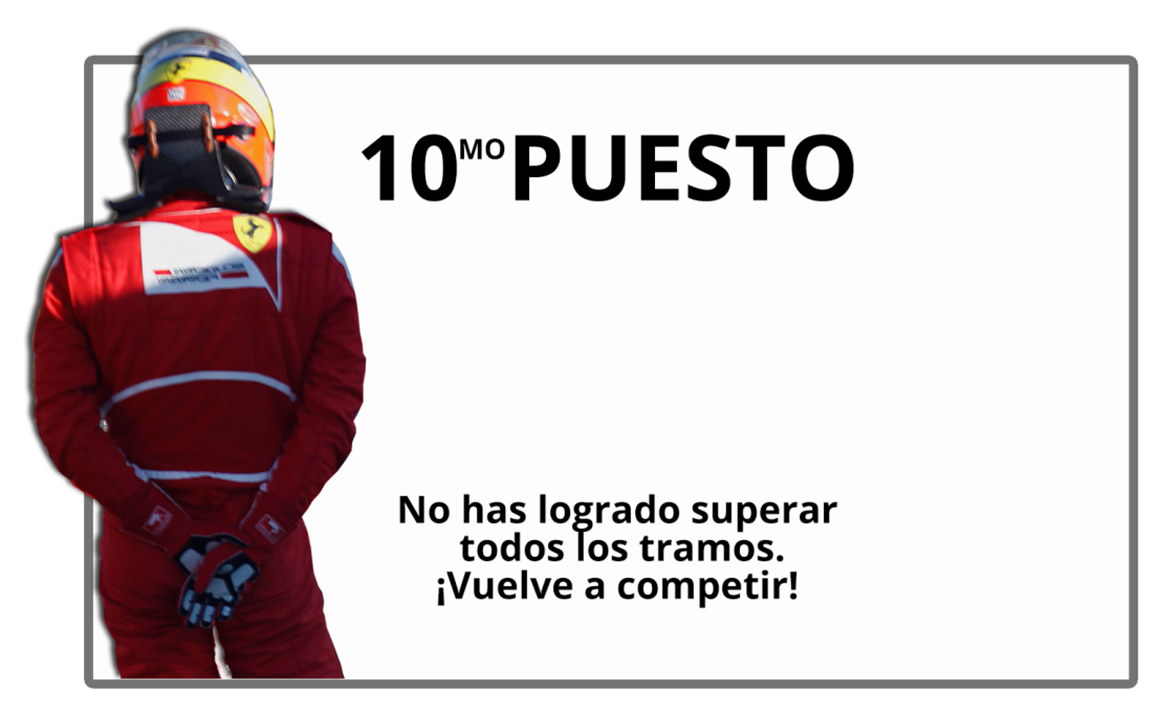 10MO PUESTO
No has logrado superar
todos los tramos.
¡Vuelve a competir!